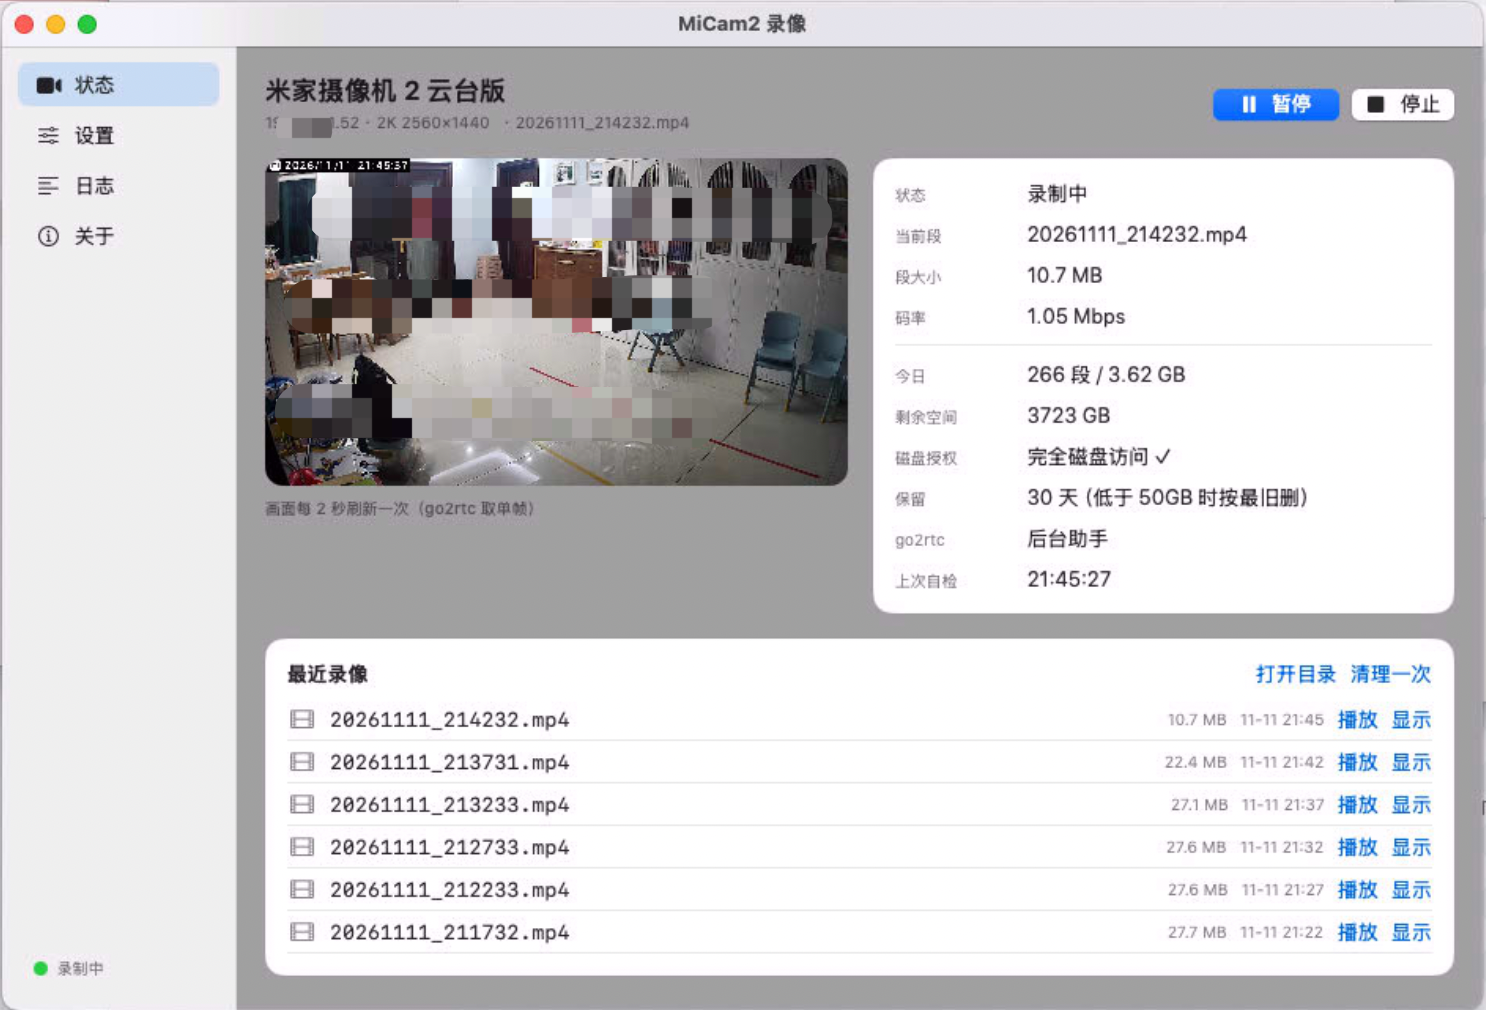 MiCam2 录像
状态
设置
日志
关于
录制中
米家摄像机 2 云台版
.52 · 2K 2560×1440 · 20261111_214232.mp4
暂停
停止
2026/11/11 21:45:37
画面每 2 秒刷新一次（go2rtc 取单帧）
状态 录制中
当前段 20261111_214232.mp4
段大小 10.7 MB
码率 1.05 Mbps
今日 266 段 / 3.62 GB
剩余空间 3723 GB
磁盘授权 完全磁盘访问 ✓
保留 30 天 (低于 50GB 时按最旧删)
go2rtc 后台助手
上次自检 21:45:27
最近录像 打开目录 清理一次
20261111_214232.mp4 10.7 MB 11-11 21:45 播放 显示
20261111_213731.mp4 22.4 MB 11-11 21:42 播放 显示
20261111_213233.mp4 27.1 MB 11-11 21:37 播放 显示
20261111_212733.mp4 27.6 MB 11-11 21:32 播放 显示
20261111_212233.mp4 27.6 MB 11-11 21:27 播放 显示
20261111_211732.mp4 27.7 MB 11-11 21:22 播放 显示